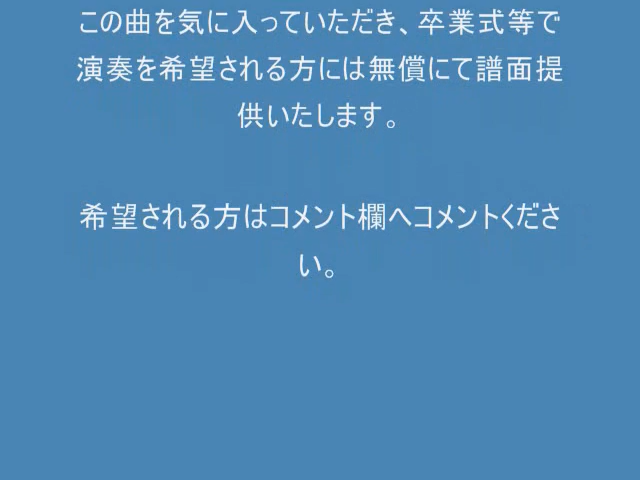 この曲を気に入っていただき、卒業式等で
演奏を希望される方には無償にて譜面提
供いたします。
希望される方はコメント欄へコメントくださ
い。